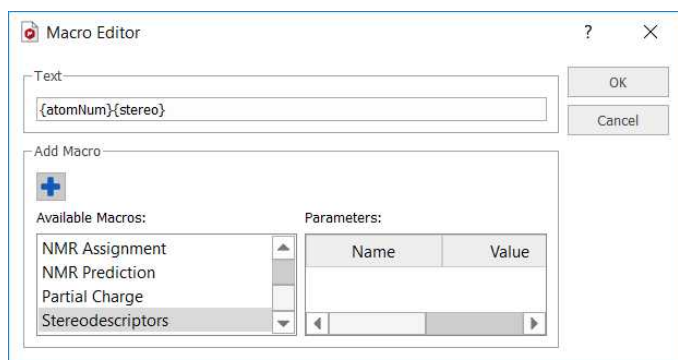 Macro Editor ?
Text
{atomNum}{stereo}
OK
Cancel
Add Macro
Available Macros: Parameters:
NMR Assignment
NMR Prediction
Partial Charge
Stereodescriptors
Name Value